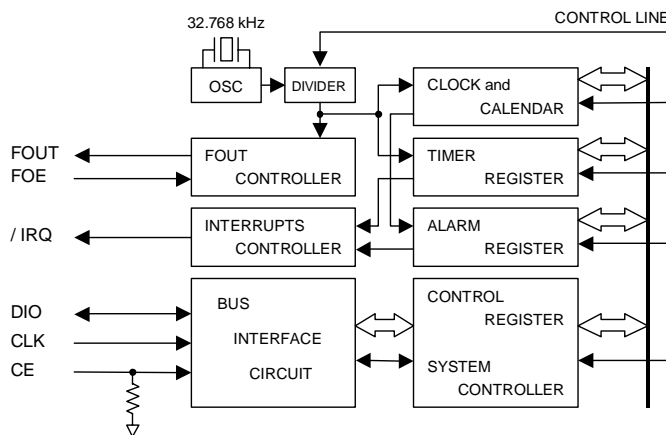 32.768 kHz
CONTROL LINE
OSC
DIVIDER
CLOCK and
CALENDAR
FOUT
FOE
FOUT
CONTROLLER
TIMER
REGISTER
/ IRQ
INTERRUPTS
CONTROLLER
ALARM
REGISTER
DIO
CLK
CE
BUS
INTERFACE
CIRCUIT
CONTROL
REGISTER
SYSTEM
CONTROLLER